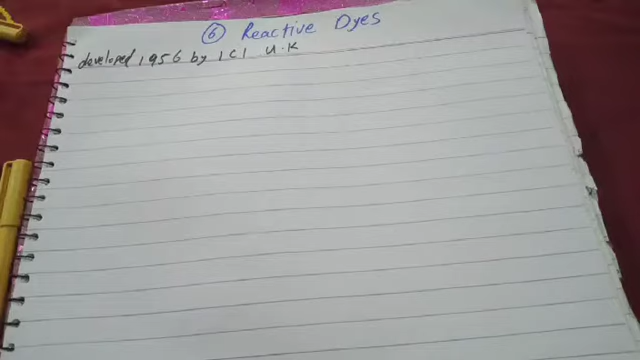 ⑥ Reactive Dyes
developed 1956 by ICI U.K